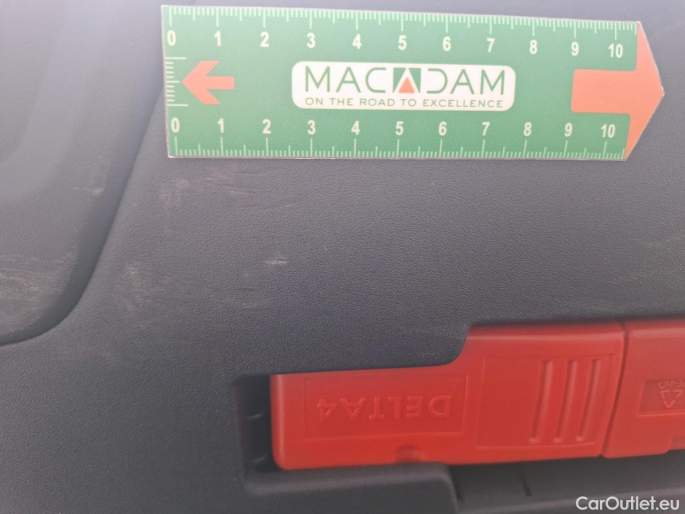 0 1 2 3 4 5 6 7 8 9 10
MACADAM
ON THE ROAD TO EXCELLENCE
0 1 2 3 4 5 6 7 8 9 10
DELTA4
CarOutlet.eu